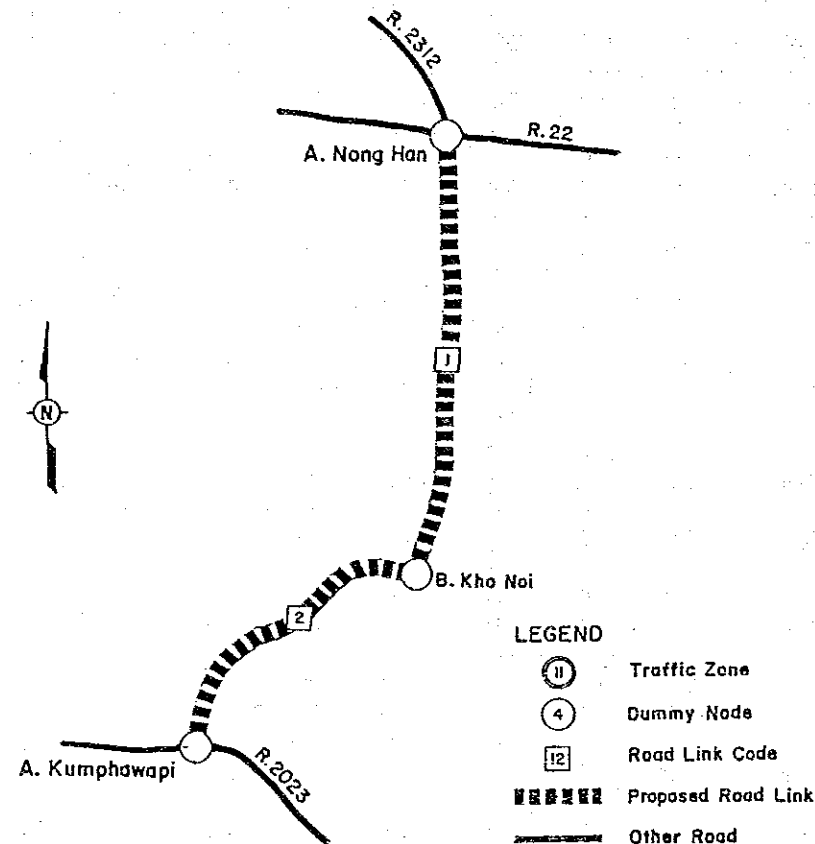 R. 2312
R. 22
A. Nong Han
1
N
B. Kho Noi
2
A. Kumphawapi
R. 2023
LEGEND
11 Traffic Zone
4 Dummy Node
12 Road Link Code
Proposed Road Link
Other Road